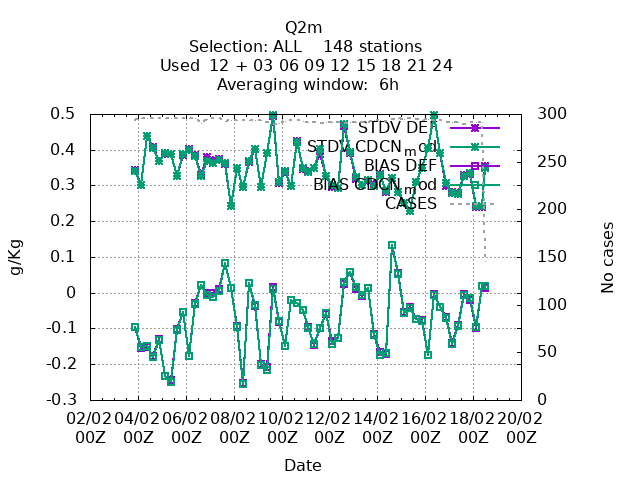 Q2m
Selection: ALL 148 stations
Used 12 + 03 06 09 12 15 18 21 24
Averaging window: 6h
0.5
0.4
0.3
0.2
0.1
0
-0.1
-0.2
-0.3
g/Kg
300
250
200
150
100
50
0
No cases
STDV DEF
STDV CDCN_mod
BIAS DEF
BIAS CDCN_mod
CASES
02/02 04/02 06/02 08/02 10/02 12/02 14/02 16/02 18/02 20/02
00Z 00Z 00Z 00Z 00Z 00Z 00Z 00Z 00Z 00Z
Date